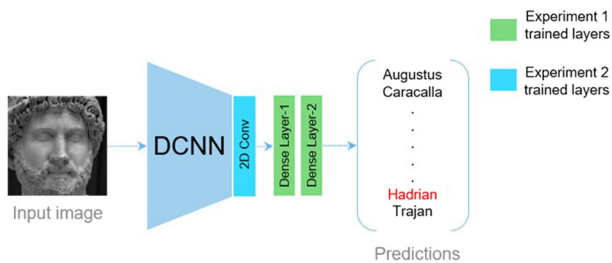 Experiment 1
trained layers
Experiment 2
trained layers
Input image
DCNN
2D Conv
Dense Layer-1
Dense Layer-2
Augustus
Caracalla
.
.
.
.
.
Hadrian
Trajan
Predictions